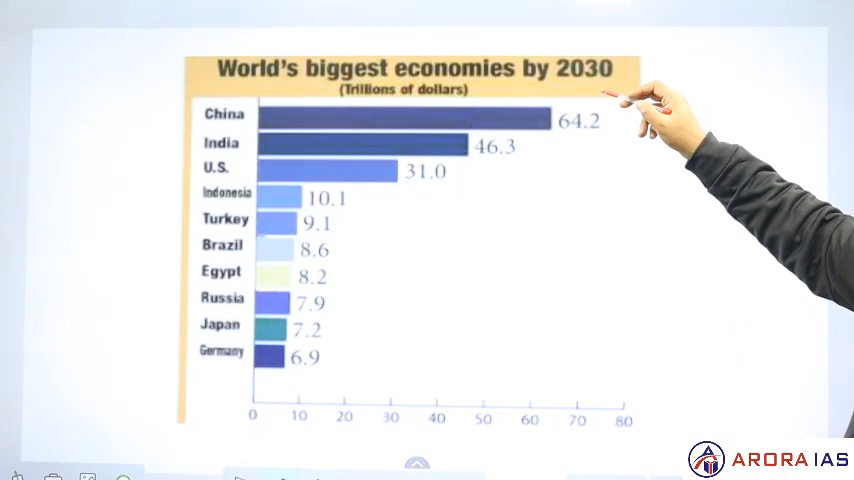 World's biggest economies by 2030
(Trillions of dollars)
China 64.2
India 46.3
U.S. 31.0
Indonesia 10.1
Turkey 9.1
Brazil 8.6
Egypt 8.2
Russia 7.9
Japan 7.2
Germany 6.9
0 10 20 30 40 50 60 70 80
ARORA IAS